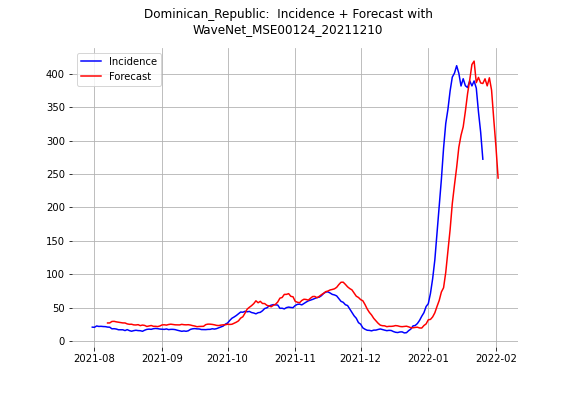 Dominican_Republic:  Incidence + Forecast with
WaveNet_MSE00124_20211210
Incidence
Forecast
400
350
300
250
200
150
100
50
0
2021-08 2021-09 2021-10 2021-11 2021-12 2022-01 2022-02